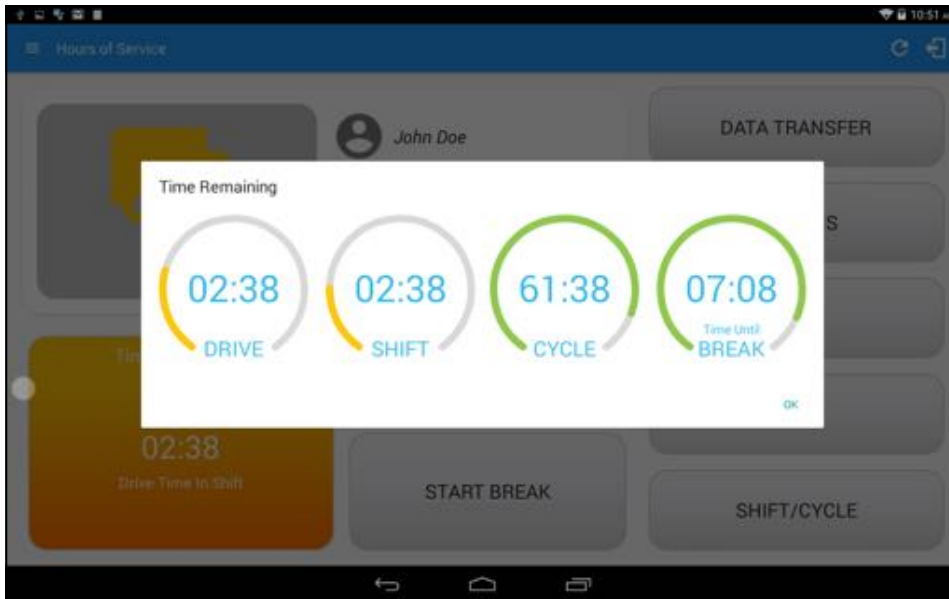 10:51
Hours of Service
John Doe
DATA TRANSFER
Time Remaining
02:38
DRIVE
02:38
SHIFT
61:38
CYCLE
07:08
Time Until
BREAK
OK
02:38
Drive Time In Shift
START BREAK
SHIFT/CYCLE